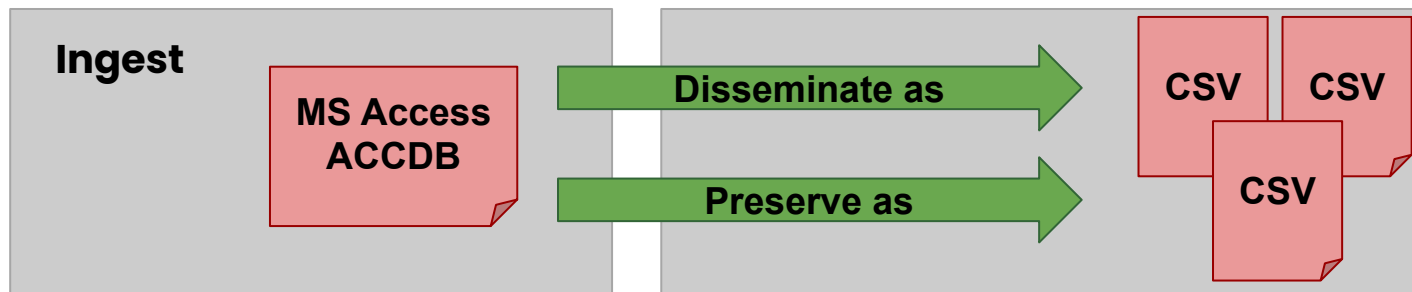 Ingest
MS Access
ACCDB
Disseminate as
Preserve as
CSV
CSV
CSV